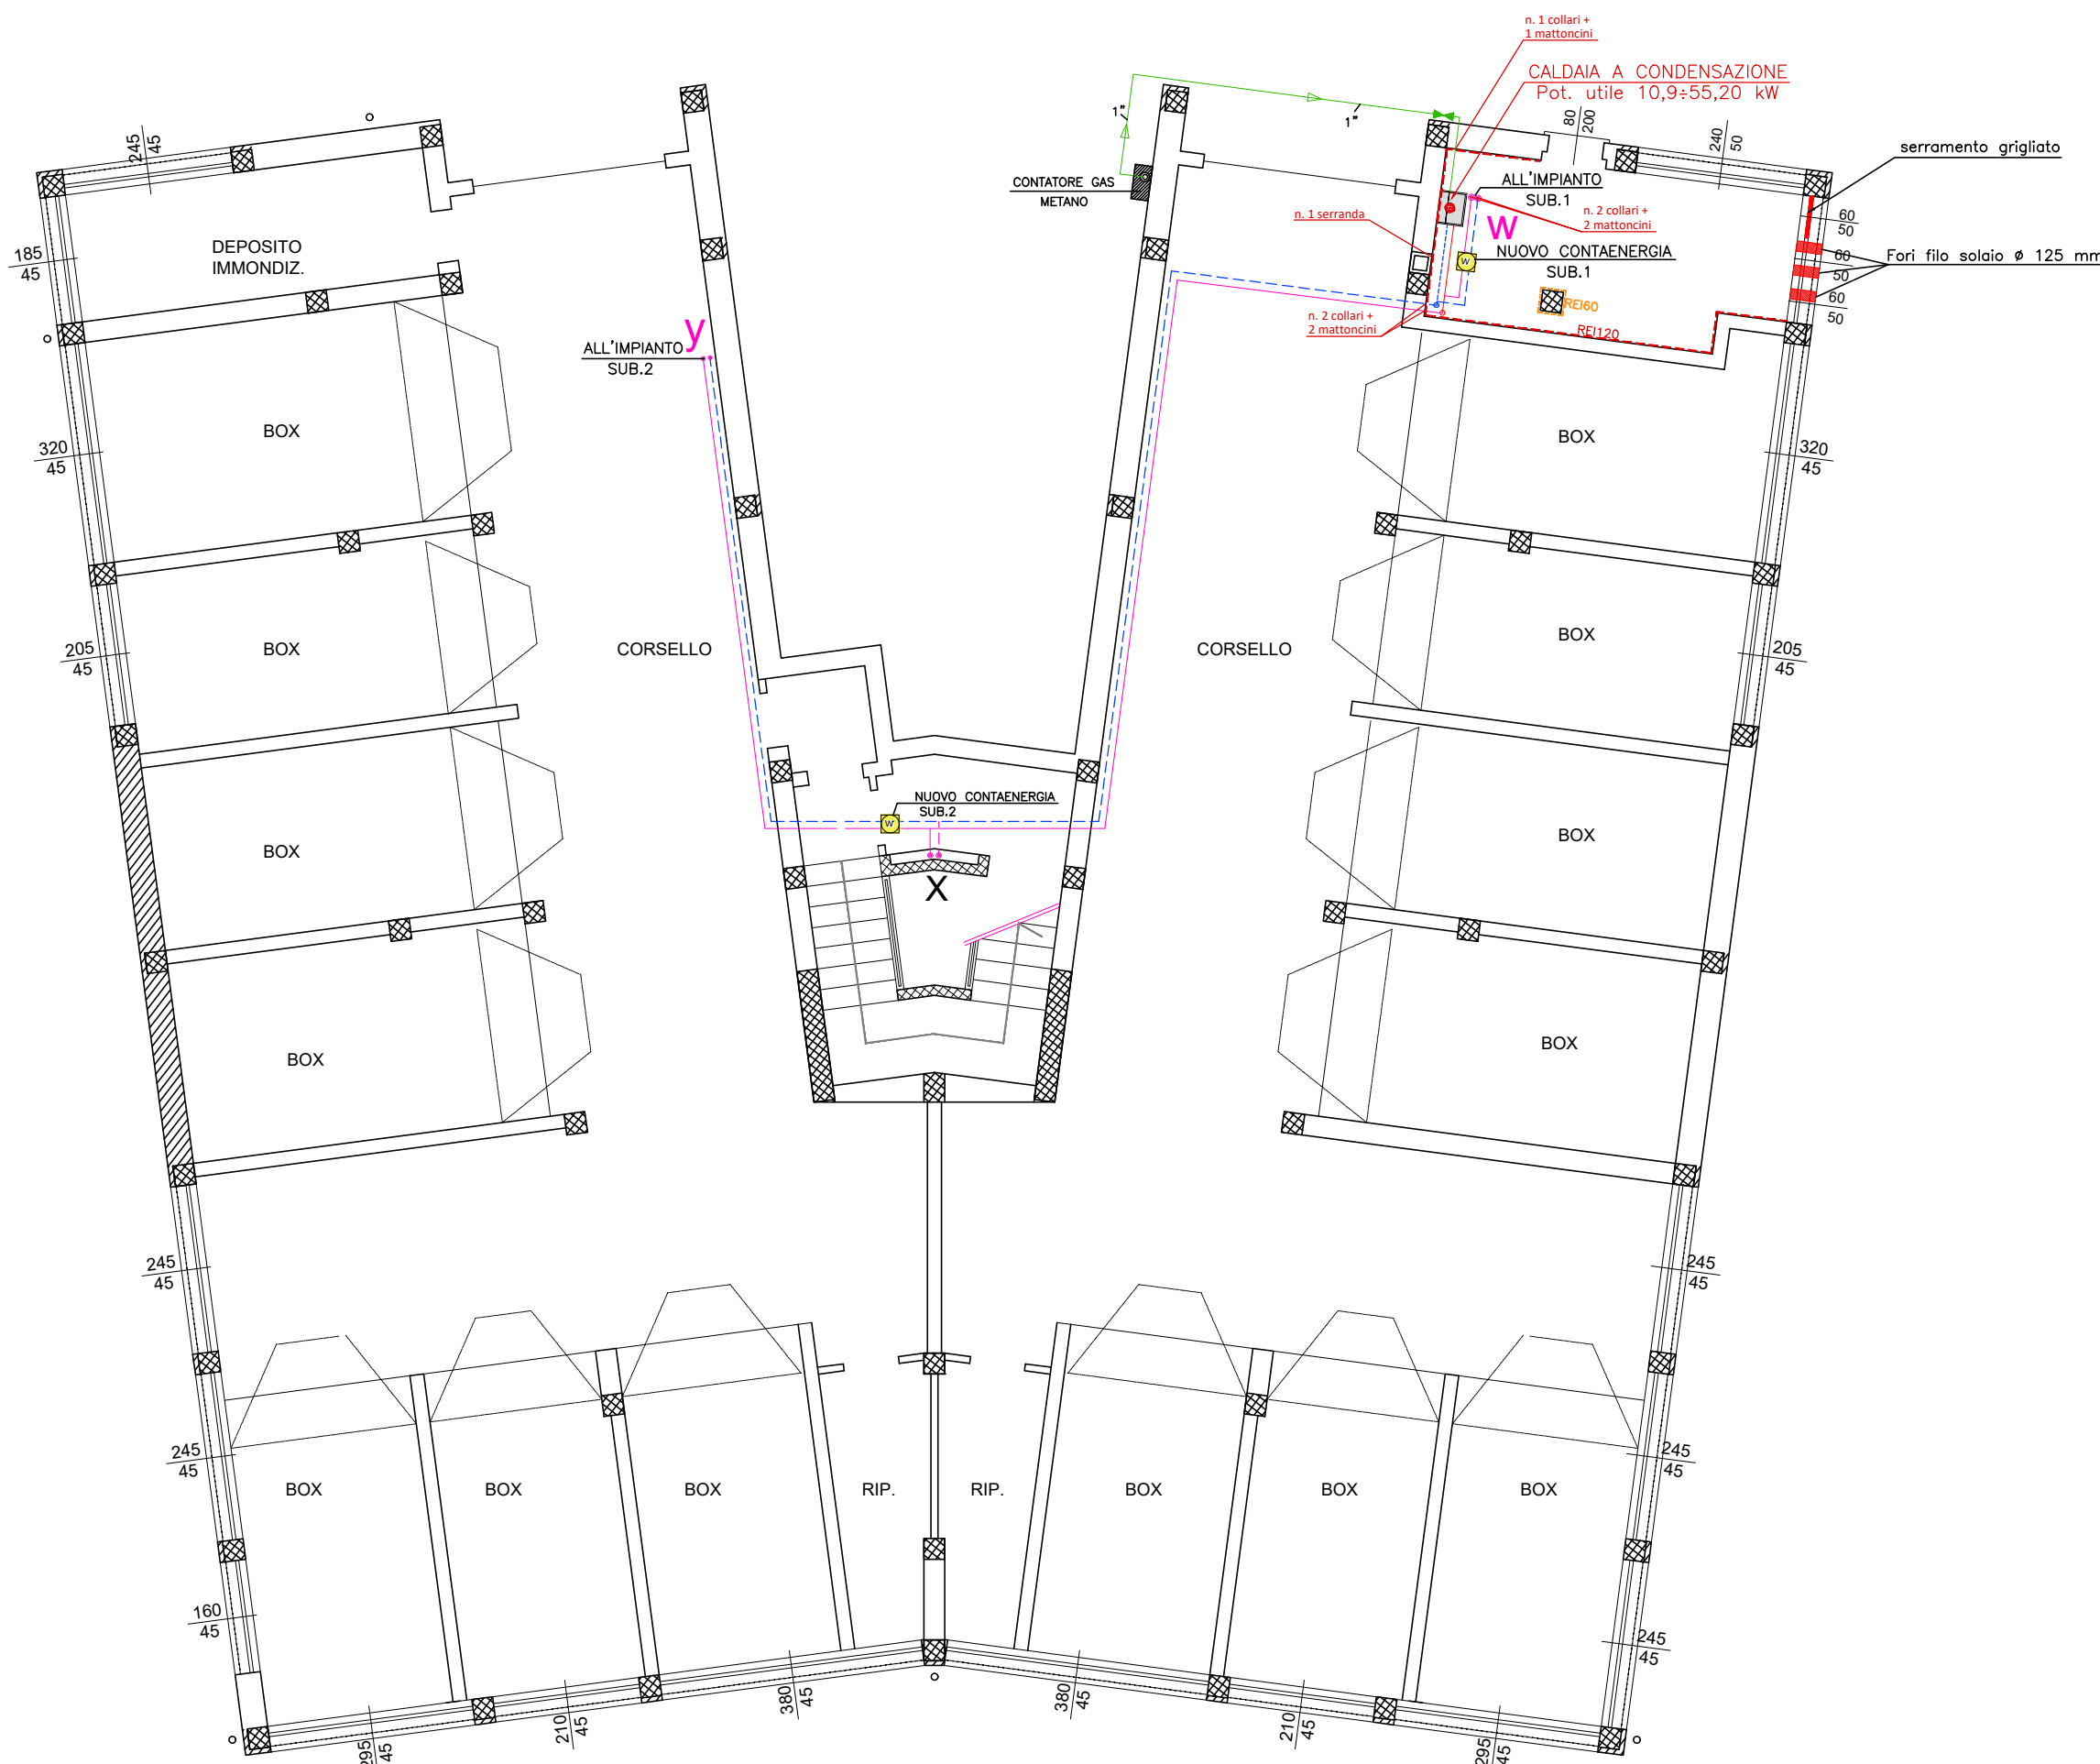 n. 1 collari +
1 mattoncini
CALDAIA A CONDENSAZIONE
Pot. utile 10,9÷55,20 kW
1"
1"
80
200
240
50
serramento grigliato
245
45
CONTATORE GAS
METANO
ALL'IMPIANTO
SUB.1
n. 2 collari +
2 mattoncini
n. 1 serranda
W
60
50
DEPOSITO
IMMONDIZ.
185
45
NUOVO CONTAENERGIA
SUB.1
W
Fori filo solaio ø 125 mm
60
50
60
50
REI60
n. 2 collari +
2 mattoncini
REI120
y
ALL'IMPIANTO
SUB.2
BOX
BOX
320
45
320
45
BOX
CORSELLO
CORSELLO
BOX
205
45
205
45
NUOVO CONTAENERGIA
SUB.2
W
BOX
BOX
X
BOX
BOX
245
45
245
45
245
45
245
45
BOX
BOX
BOX
RIP.
RIP.
BOX
BOX
BOX
160
45
245
45
295
45
210
45
380
45
380
45
210
45
295
45